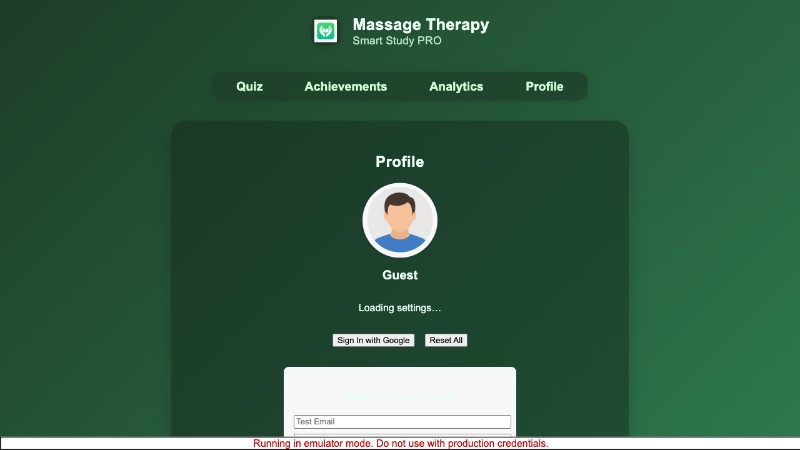 Massage Therapy
Smart Study PRO
Quiz Achievements Analytics Profile
Profile
Guest
Loading settings...
Sign In with Google Reset All
Test Email
Running in emulator mode. Do not use with production credentials.